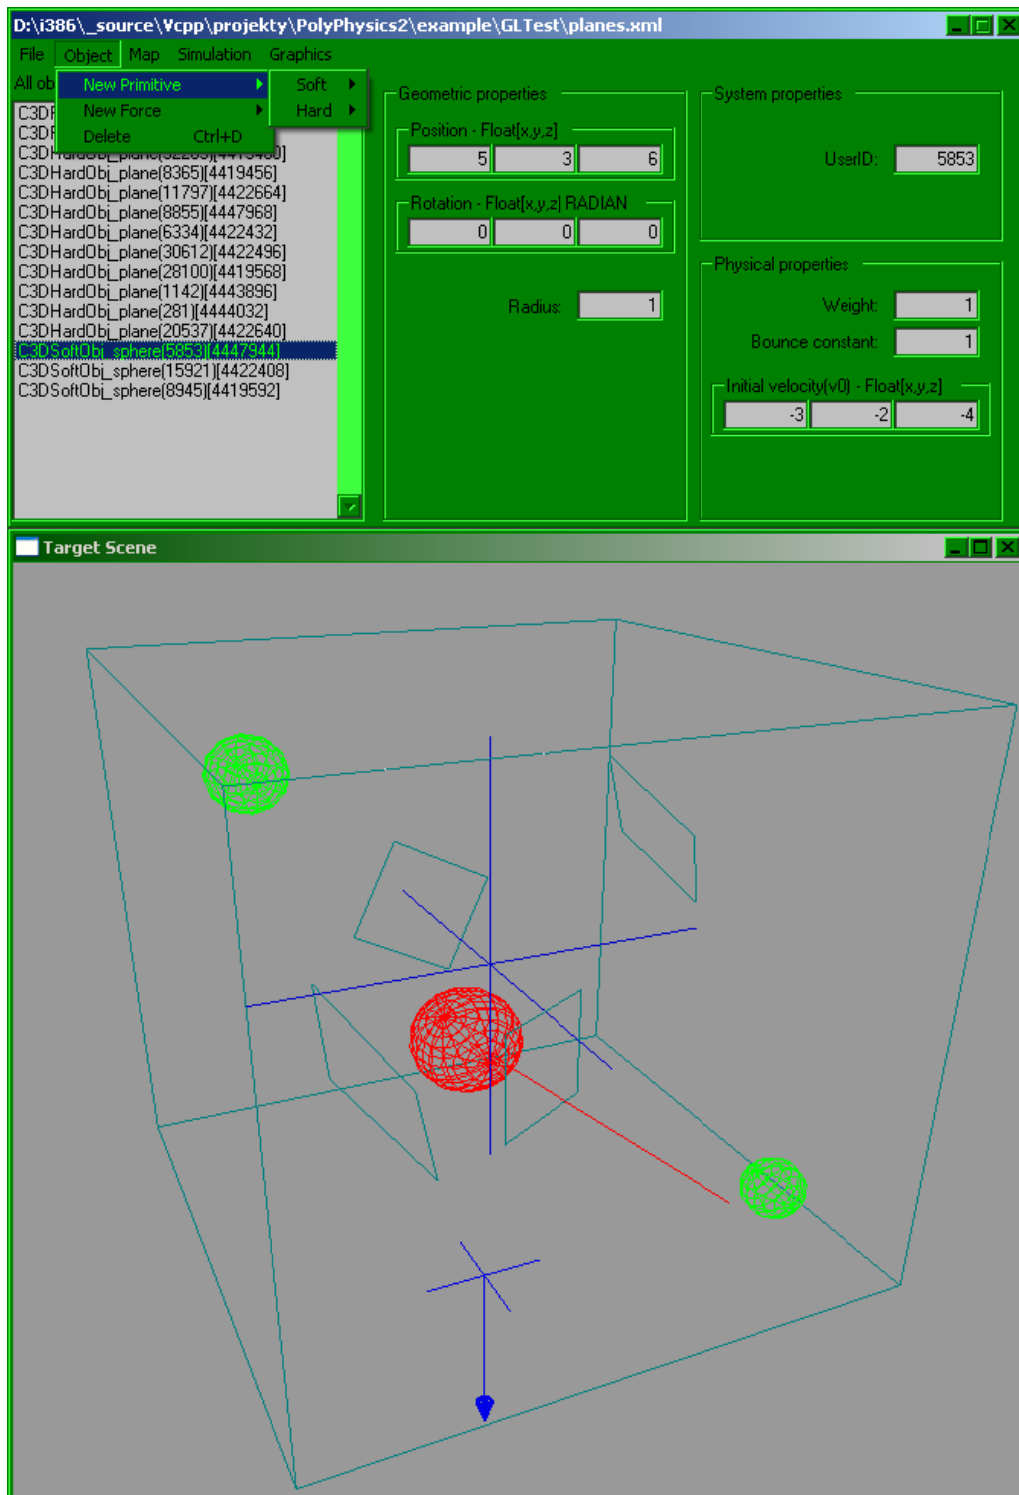 D:\i386\_source\Vcpp\projekty\PolyPhysics2\example\GLTest\planes.xml
File Object Map Simulation Graphics
All ob
New Primitive
New Force
Delete Ctrl+D
Soft
Hard
C3DHardObj_plane(8365)[4419456]
C3DHardObj_plane(11797)[4422664]
C3DHardObj_plane(8855)[4447968]
C3DHardObj_plane(6334)[4422432]
C3DHardObj_plane(30612)[4422496]
C3DHardObj_plane(28100)[4419568]
C3DHardObj_plane(1142)[4443896]
C3DHardObj_plane(281)[4444032]
C3DHardObj_plane(20537)[4422640]
C3DSoftObj_sphere(5853)[4447944]
C3DSoftObj_sphere(15921)[4422408]
C3DSoftObj_sphere(8945)[4419592]
Geometric properties
Position - Float[x,y,z]
5 3 6
Rotation - Float[x,y,z] RADIAN
0 0 0
Radius: 1
System properties
UserID: 5853
Physical properties
Weight: 1
Bounce constant: 1
Initial velocity(v0) - Float[x,y,z]
-3 -2 -4
Target Scene